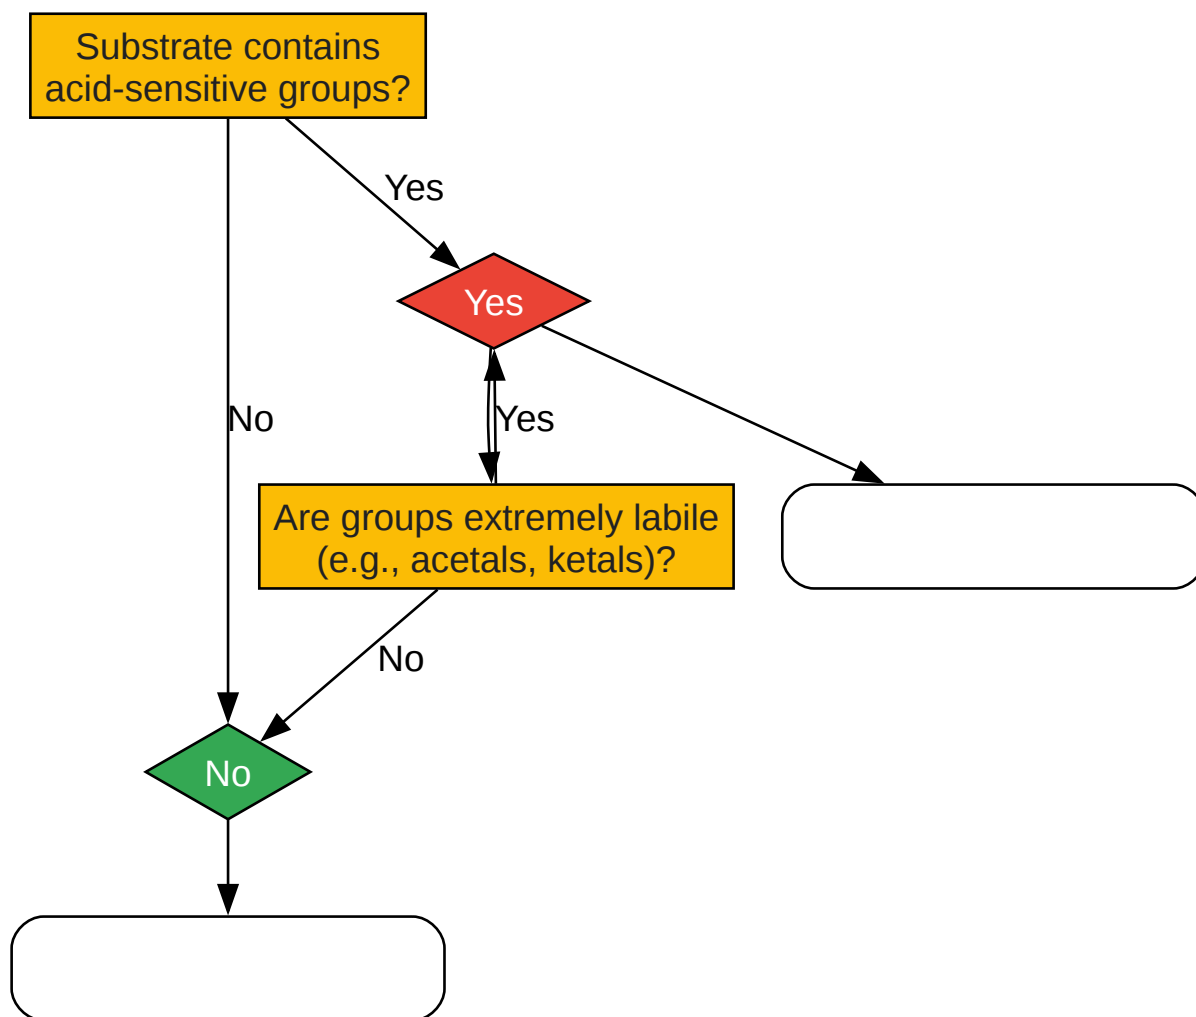 Substrate contains
acid-sensitive groups?
Yes
Yes
No
Yes
Are groups extremely labile
(e.g., acetals, ketals)?
No
No